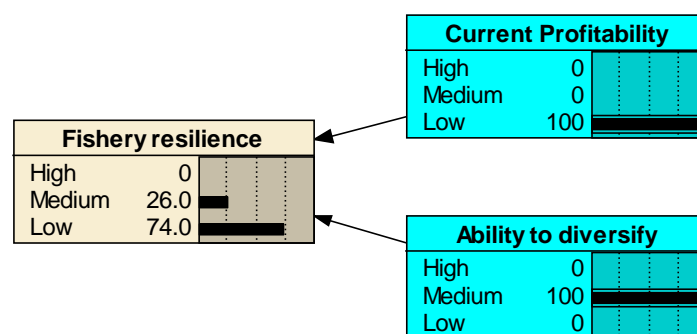 Current Profitability
High 0
Medium 0
Low 100
Fishery resilience
High 0
Medium 26.0
Low 74.0
Ability to diversify
High 0
Medium 100
Low 0